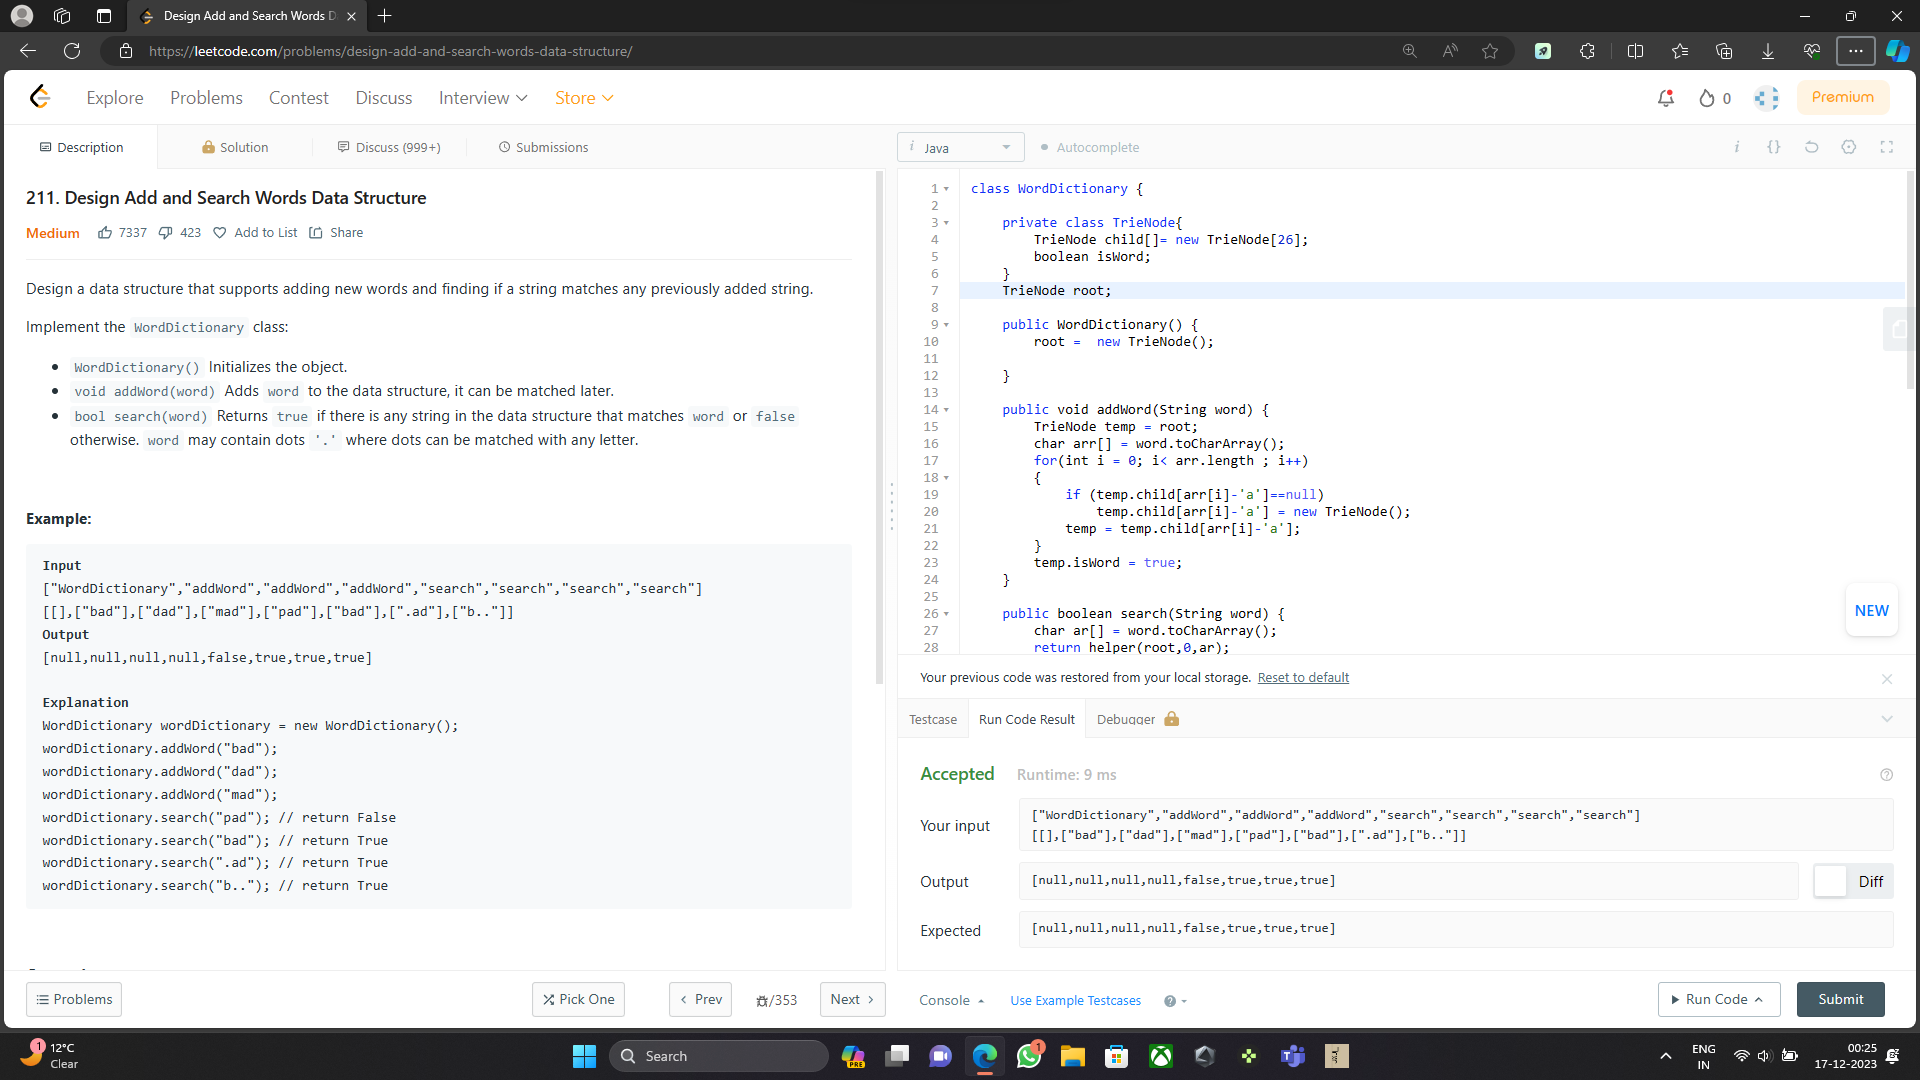 Design Add and Search Words D
https://leetcode.com/problems/design-add-and-search-words-data-structure/
Explore
Problems
Contest
Discuss
Interview
Store
0
Premium
Description
Solution
Discuss (999+)
Submissions
i Java
Autocomplete
211. Design Add and Search Words Data Structure
Medium
7337
423
Add to List
Share
Design a data structure that supports adding new words and finding if a string matches any previously added string.
Implement the WordDictionary class:
WordDictionary() Initializes the object.
void addWord(word) Adds word to the data structure, it can be matched later.
bool search(word) Returns true if there is any string in the data structure that matches word or false
otherwise. word may contain dots '.' where dots can be matched with any letter.
Example:
Input
["WordDictionary","addWord","addWord","addWord","search","search","search","search"]
[[],["bad"],["dad"],["mad"],["pad"],["bad"],[".ad"],["b.."]]
Output
[null,null,null,null,false,true,true,true]
Explanation
WordDictionary wordDictionary = new WordDictionary();
wordDictionary.addWord("bad");
wordDictionary.addWord("dad");
wordDictionary.addWord("mad");
wordDictionary.search("pad"); // return False
wordDictionary.search("bad"); // return True
wordDictionary.search(".ad"); // return True
wordDictionary.search("b.."); // return True
Problems
Pick One
Prev
/353
Next
1 class WordDictionary {
2
3 private class TrieNode{
4 TrieNode child[]= new TrieNode[26];
5 boolean isWord;
6 }
7 TrieNode root;
8
9 public WordDictionary() {
10 root =  new TrieNode();
11
12 }
13
14 public void addWord(String word) {
15 TrieNode temp = root;
16 char arr[] = word.toCharArray();
17 for(int i = 0; i< arr.length ; i++)
18 {
19 if (temp.child[arr[i]-'a']==null)
20 temp.child[arr[i]-'a'] = new TrieNode();
21 temp = temp.child[arr[i]-'a'];
22 }
23 temp.isWord = true;
24 }
25
26 public boolean search(String word) {
27 char ar[] = word.toCharArray();
28 return helper(root,0,ar);
NEW
Your previous code was restored from your local storage. Reset to default
Testcase
Run Code Result
Debugger
Accepted
Runtime: 9 ms
Your input
["WordDictionary","addWord","addWord","addWord","search","search","search","search"]
[[],["bad"],["dad"],["mad"],["pad"],["bad"],[".ad"],["b.."]]
Output
[null,null,null,null,false,true,true,true]
Diff
Expected
[null,null,null,null,false,true,true,true]
Console
Use Example Testcases
Run Code
Submit
1
12°C
Clear
Search
PRE
1
ENG
IN
00:25
17-12-2023